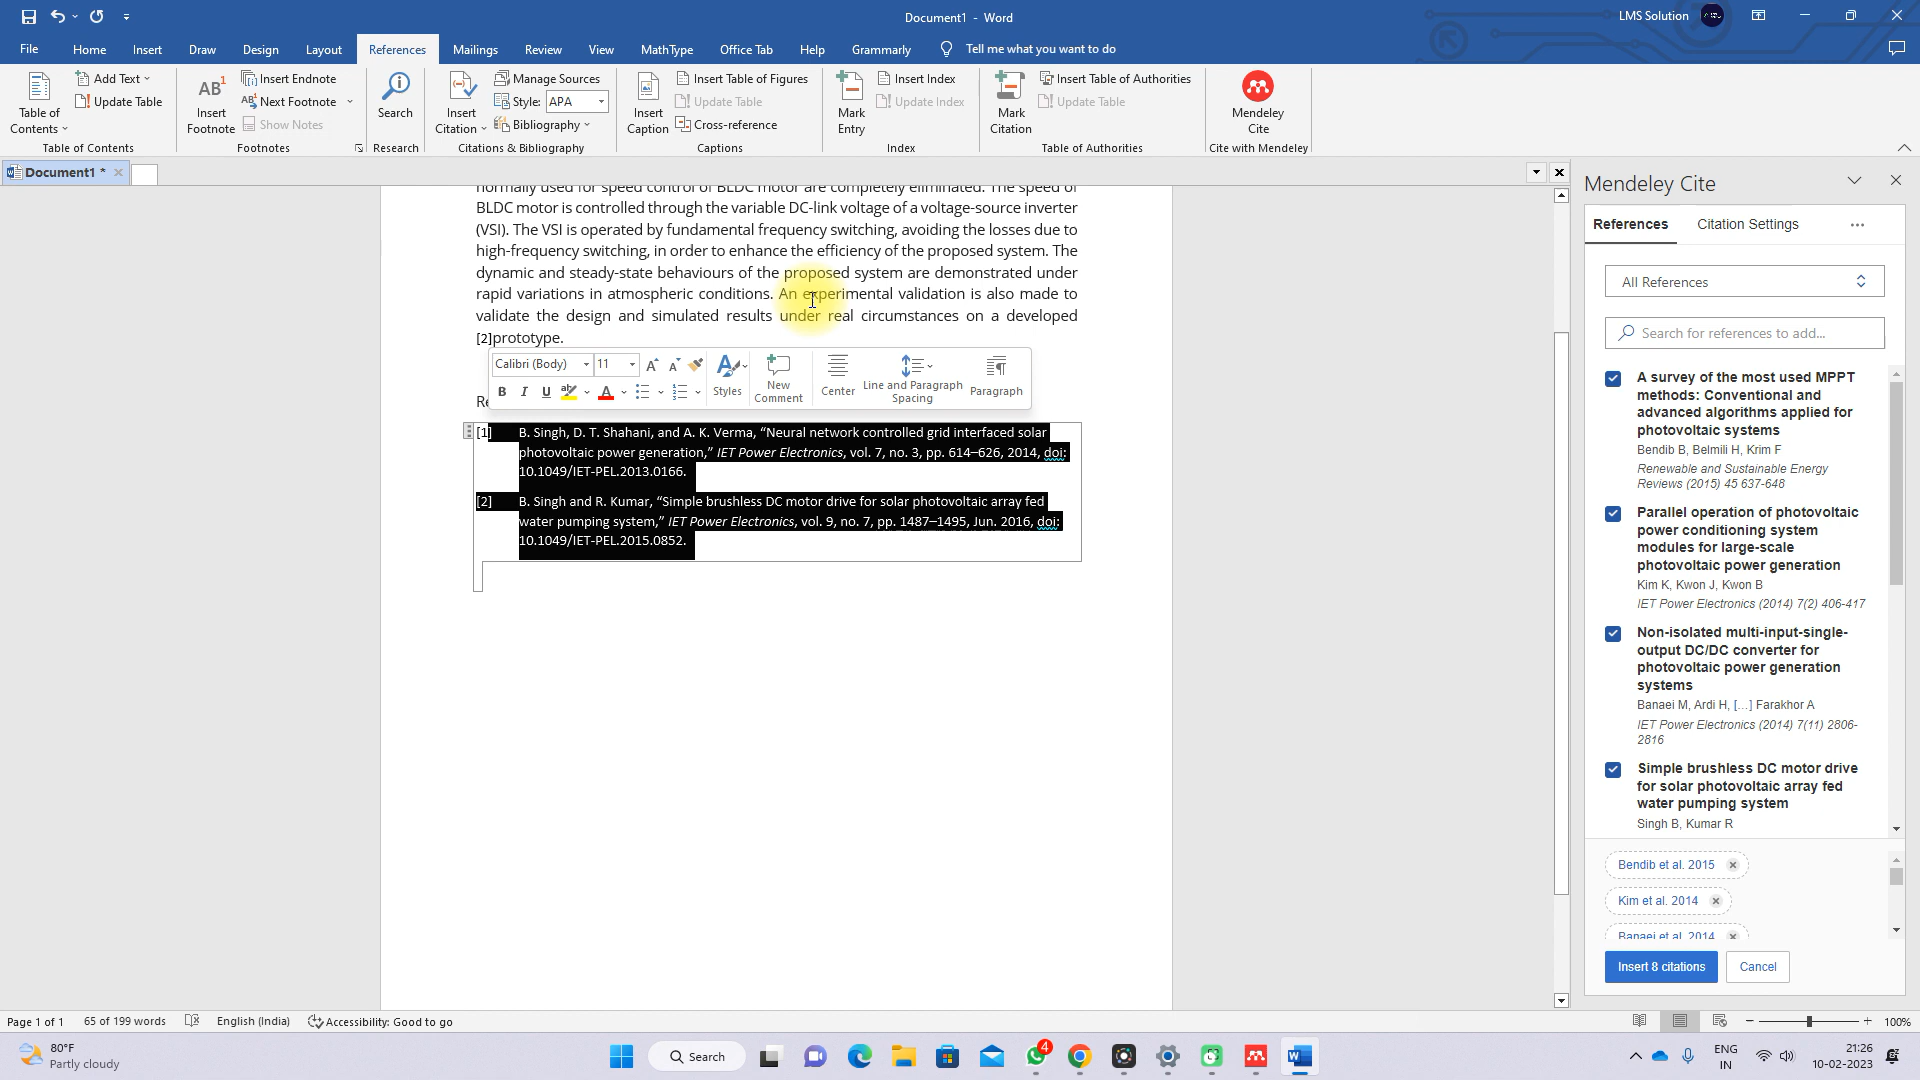 Document1 - Word
LMS Solution
File
Home
Insert
Draw
Design
Layout
References
Mailings
Review
View
MathType
Office Tab
Help
Grammarly
Tell me what you want to do
Table of
Contents
Add Text
Update Table
Table of Contents
AB¹
Insert
Footnote
Insert Endnote
Next Footnote
Show Notes
Footnotes
Search
Research
Insert
Citation
Manage Sources
Style: APA
Bibliography
Citations & Bibliography
Insert
Caption
Insert Table of Figures
Update Table
Cross-reference
Captions
Mark
Entry
Insert Index
Update Index
Index
Mark
Citation
Insert Table of Authorities
Update Table
Table of Authorities
Mendeley
Cite
Cite with Mendeley
Document1 *
normally used for speed control of BLDC motor are completely eliminated. The speed of
BLDC motor is controlled through the variable DC-link voltage of a voltage-source inverter
(VSI). The VSI is operated by fundamental frequency switching, avoiding the losses due to
high-frequency switching, in order to enhance the efficiency of the proposed system. The
dynamic and steady-state behaviours of the proposed system are demonstrated under
rapid variations in atmospheric conditions. An experimental validation is also made to
validate the design and simulated results under real circumstances on a developed
[2]prototype.
Calibri (Body)
11
Styles
New
Comment
Center
Line and Paragraph
Spacing
Paragraph
B I U
Re
[1] B. Singh, D. T. Shahani, and A. K. Verma, “Neural network controlled grid interfaced solar
photovoltaic power generation,” IET Power Electronics, vol. 7, no. 3, pp. 614–626, 2014, doi:
10.1049/IET-PEL.2013.0166.
[2] B. Singh and R. Kumar, “Simple brushless DC motor drive for solar photovoltaic array fed
water pumping system,” IET Power Electronics, vol. 9, no. 7, pp. 1487–1495, Jun. 2016, doi:
10.1049/IET-PEL.2015.0852.
Mendeley Cite
References
Citation Settings
All References
Search for references to add...
A survey of the most used MPPT
methods: Conventional and
advanced algorithms applied for
photovoltaic systems
Bendib B, Belmili H, Krim F
Renewable and Sustainable Energy
Reviews (2015) 45 637-648
Parallel operation of photovoltaic
power conditioning system
modules for large-scale
photovoltaic power generation
Kim K, Kwon J, Kwon B
IET Power Electronics (2014) 7(2) 406-417
Non-isolated multi-input-single-
output DC/DC converter for
photovoltaic power generation
systems
Banaei M, Ardi H, […] Farakhor A
IET Power Electronics (2014) 7(11) 2806-
2816
Simple brushless DC motor drive
for solar photovoltaic array fed
water pumping system
Singh B, Kumar R
Bendib et al. 2015
Kim et al. 2014
Banaei et al. 2014
Insert 8 citations
Cancel
Page 1 of 1
65 of 199 words
English (India)
Accessibility: Good to go
100%
80°F
Partly cloudy
Search
4
ENG
IN
21:26
10-02-2023